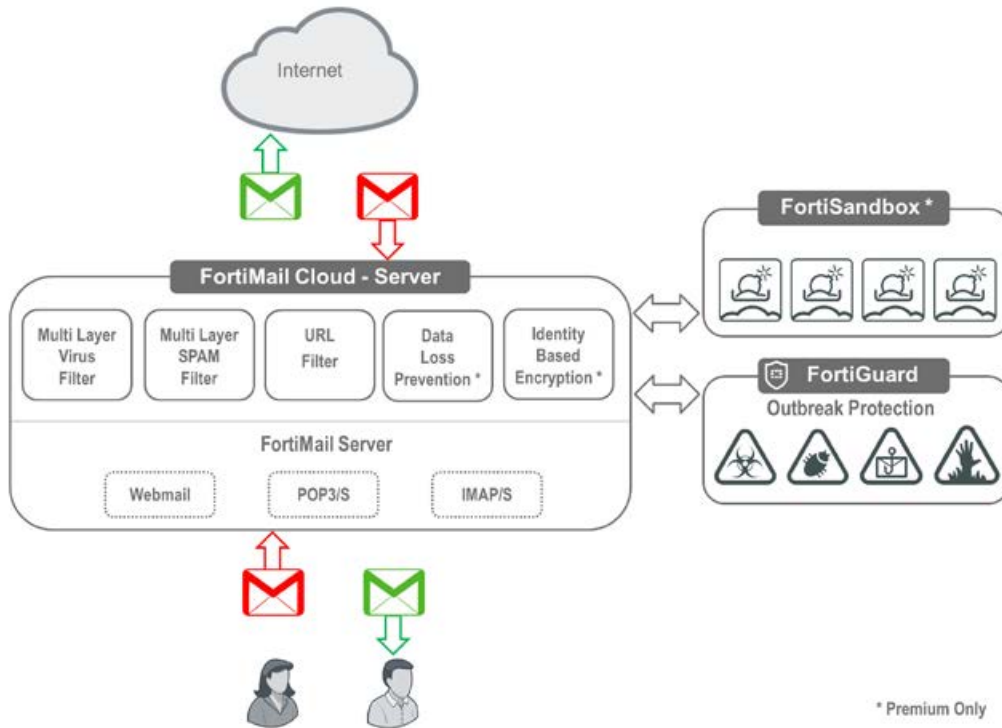 Internet
FortiSandbox *
FortiMail Cloud - Server
Multi Layer
Virus
Filter
Multi Layer
SPAM
Filter
URL
Filter
Data
Loss
Prevention *
Identity
Based
Encryption *
FortiGuard
Outbreak Protection
FortiMail Server
Webmail
POP3/S
IMAP/S
* Premium Only